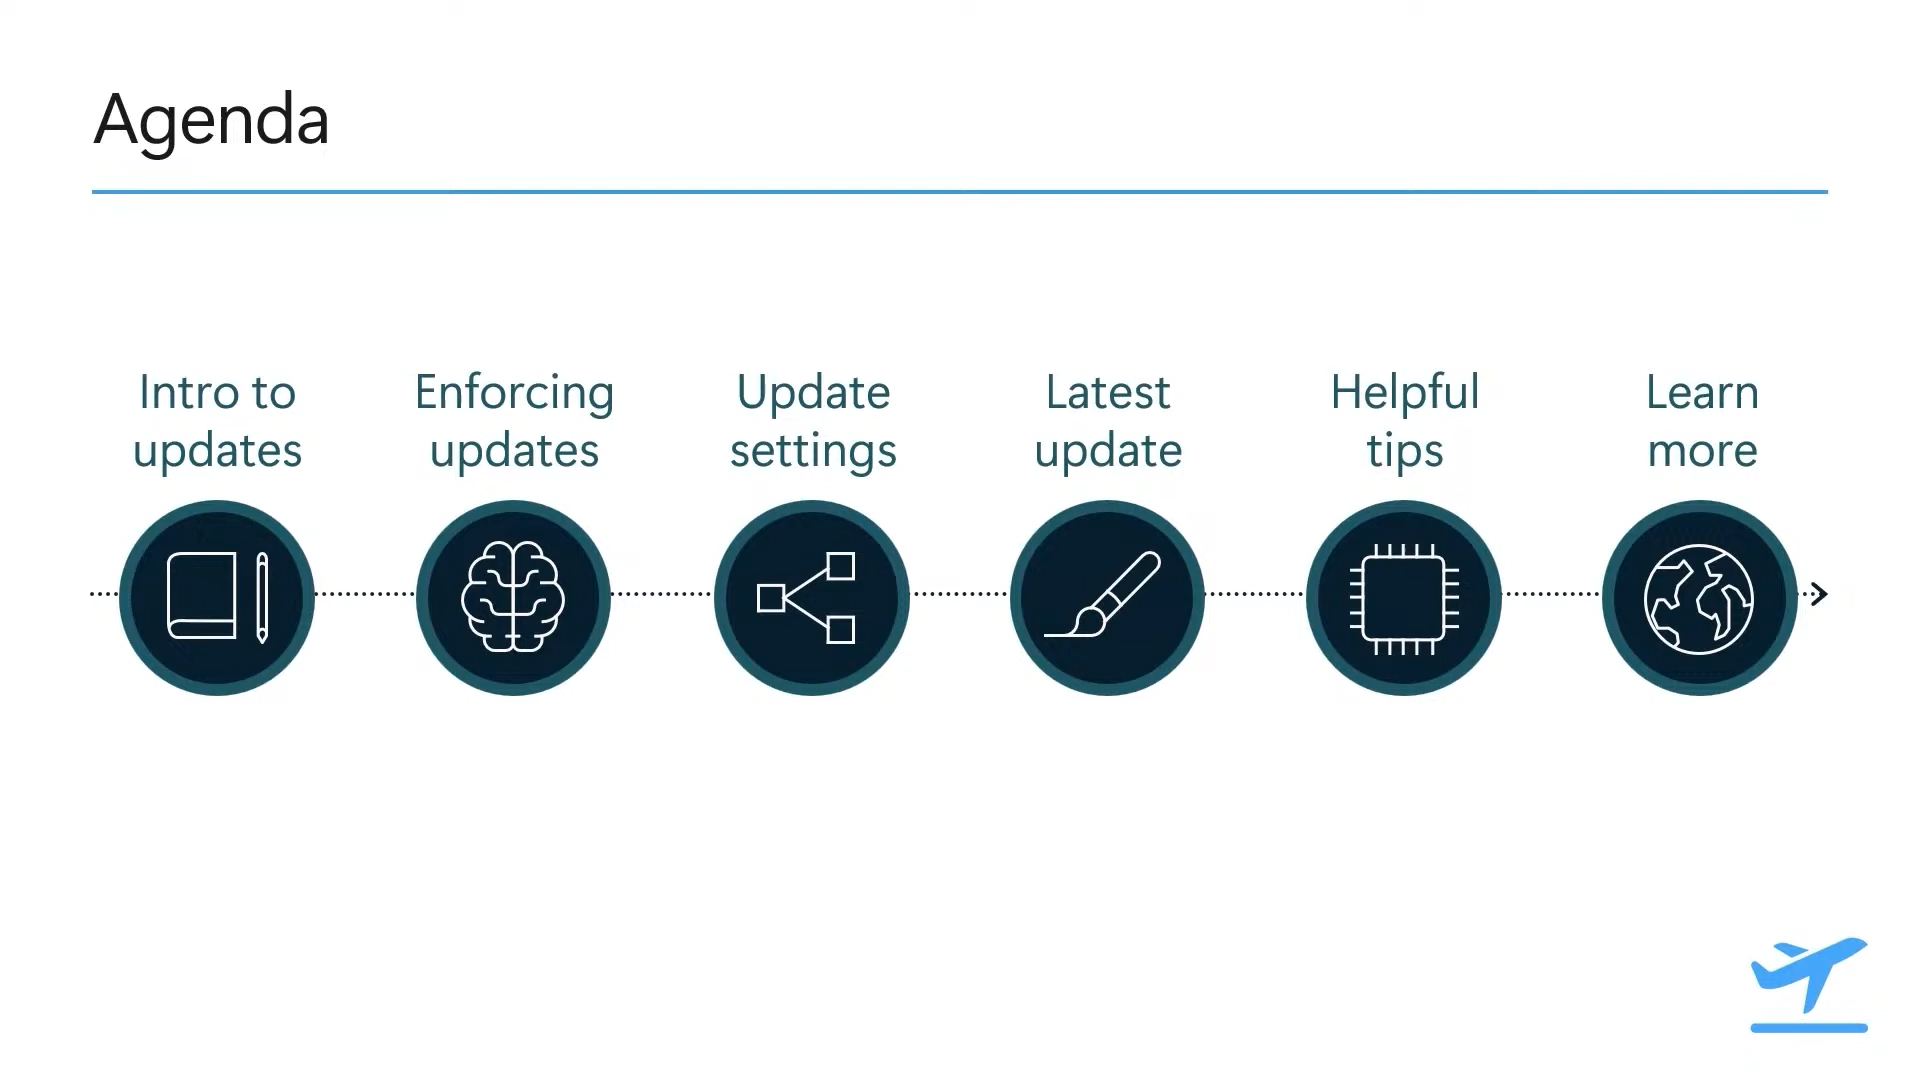 Agenda
Intro to
updates
Enforcing
updates
Update
settings
Latest
update
Helpful
tips
Learn
more